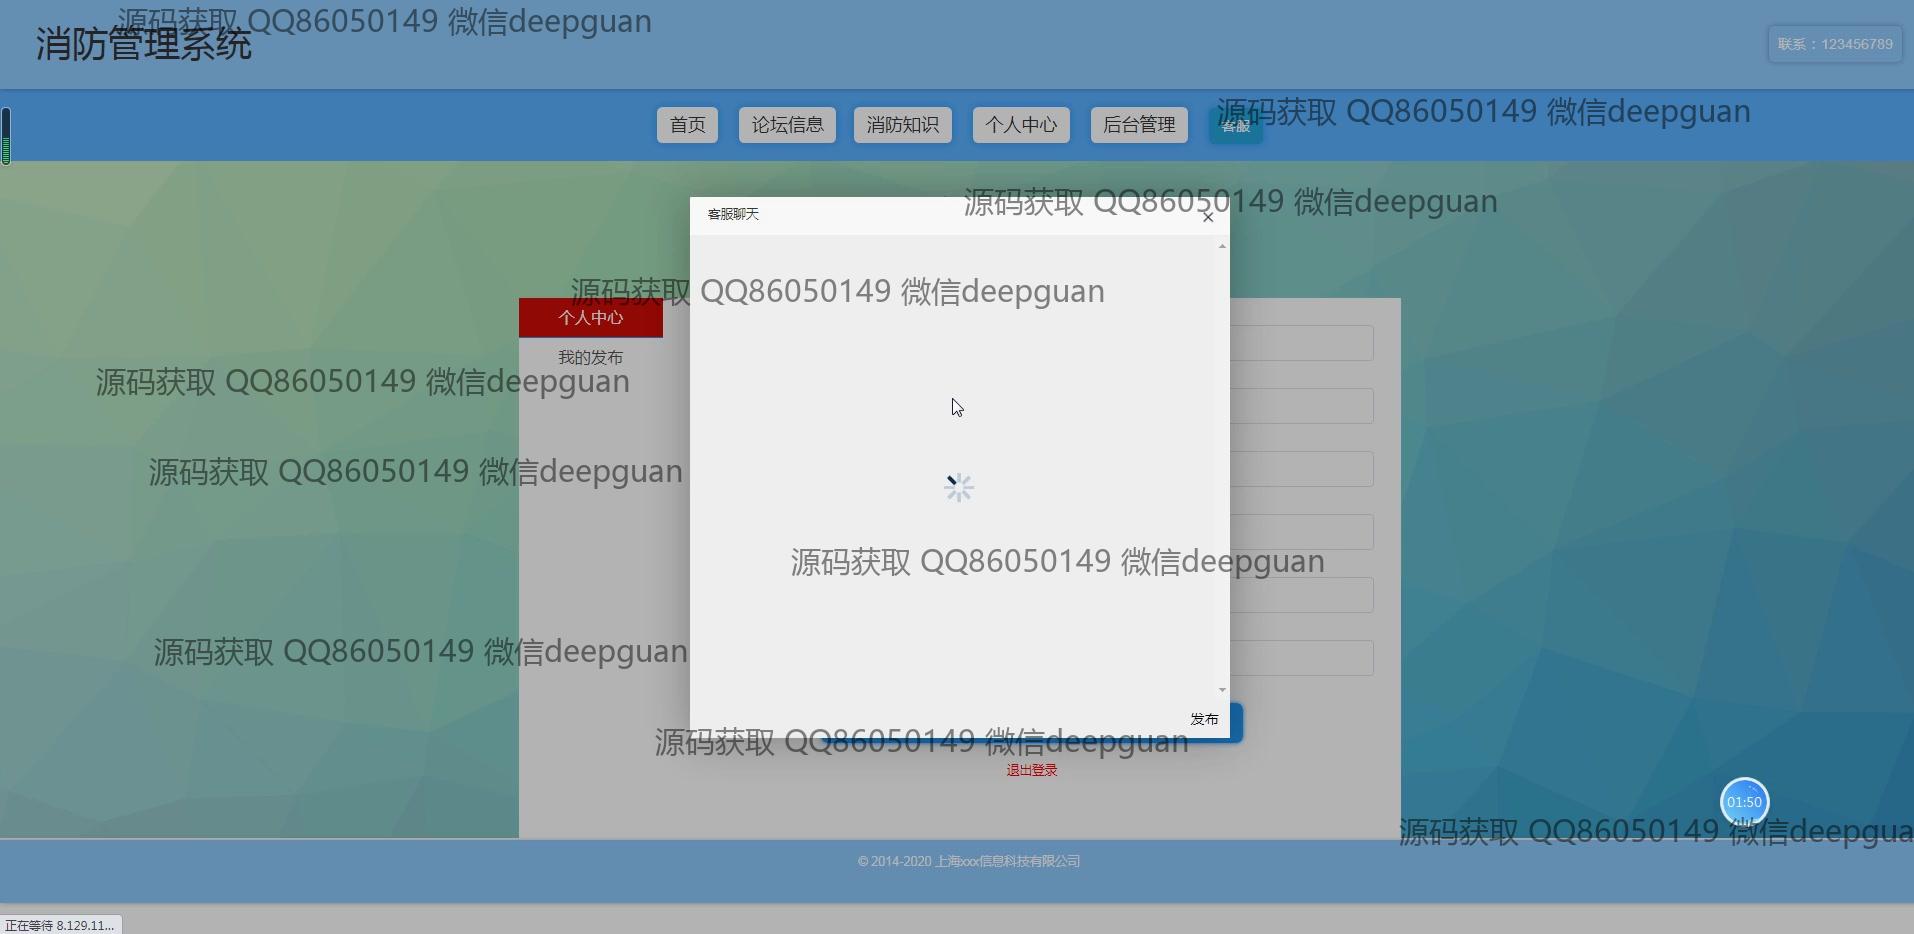 源码获取 QQ86050149 微信deepguan
消防管理系统
联系：123456789
首页
论坛信息
消防知识
个人中心
后台管理
客服
源码获取 QQ86050149 微信deepguan
源码获取 QQ86050149 微信deepguan
客服聊天
×
源码获取 QQ86050149 微信deepguan
个人中心
我的发布
源码获取 QQ86050149 微信deepguan
源码获取 QQ86050149 微信deepguan
源码获取 QQ86050149 微信deepguan
源码获取 QQ86050149 微信deepguan
发布
源码获取 QQ86050149 微信deepguan
退出登录
01:50
源码获取 QQ86050149 微信deepgua
© 2014-2020 上海xxx信息科技有限公司
正在等待 8.129.11...